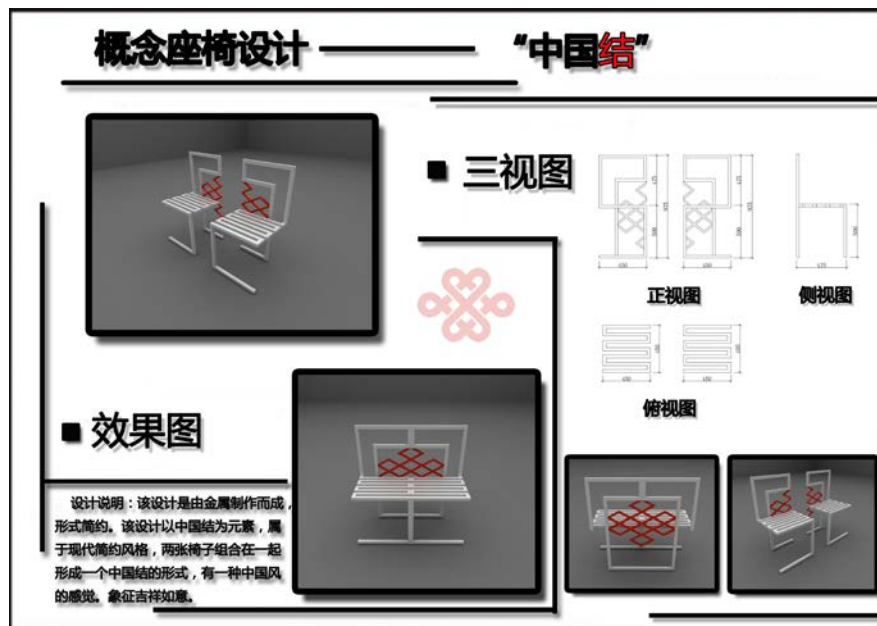 概念座椅设计
“中国结”
■ 三视图
正视图
侧视图
俯视图
■ 效果图
设计说明：该设计是由金属制作而成，
形式简约。该设计以中国结为元素，属
于现代简约风格，两张椅子组合在一起
形成一个中国结的形式，有一种中国风
的感觉。象征吉祥如意。